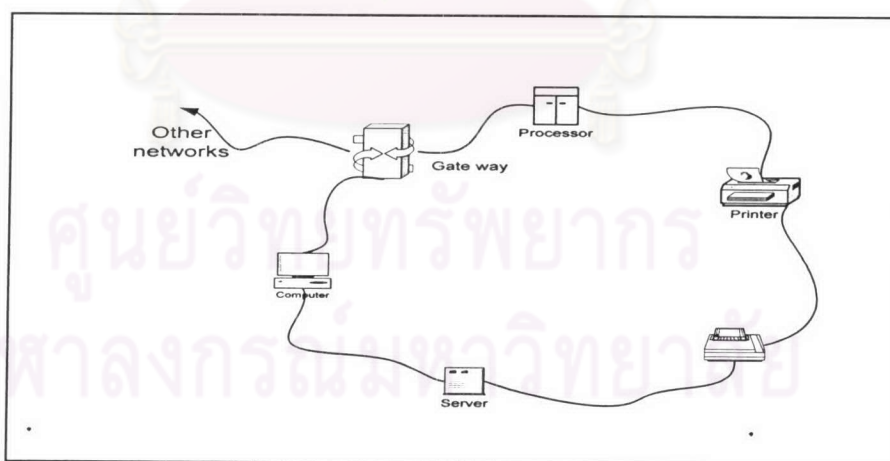 Other
networks
Gate way
Processor
Printer
Computer
Server
ศูนย์วิทยทรัพยากร
จุฬาลงกรณ์มหาวิทยาลัย